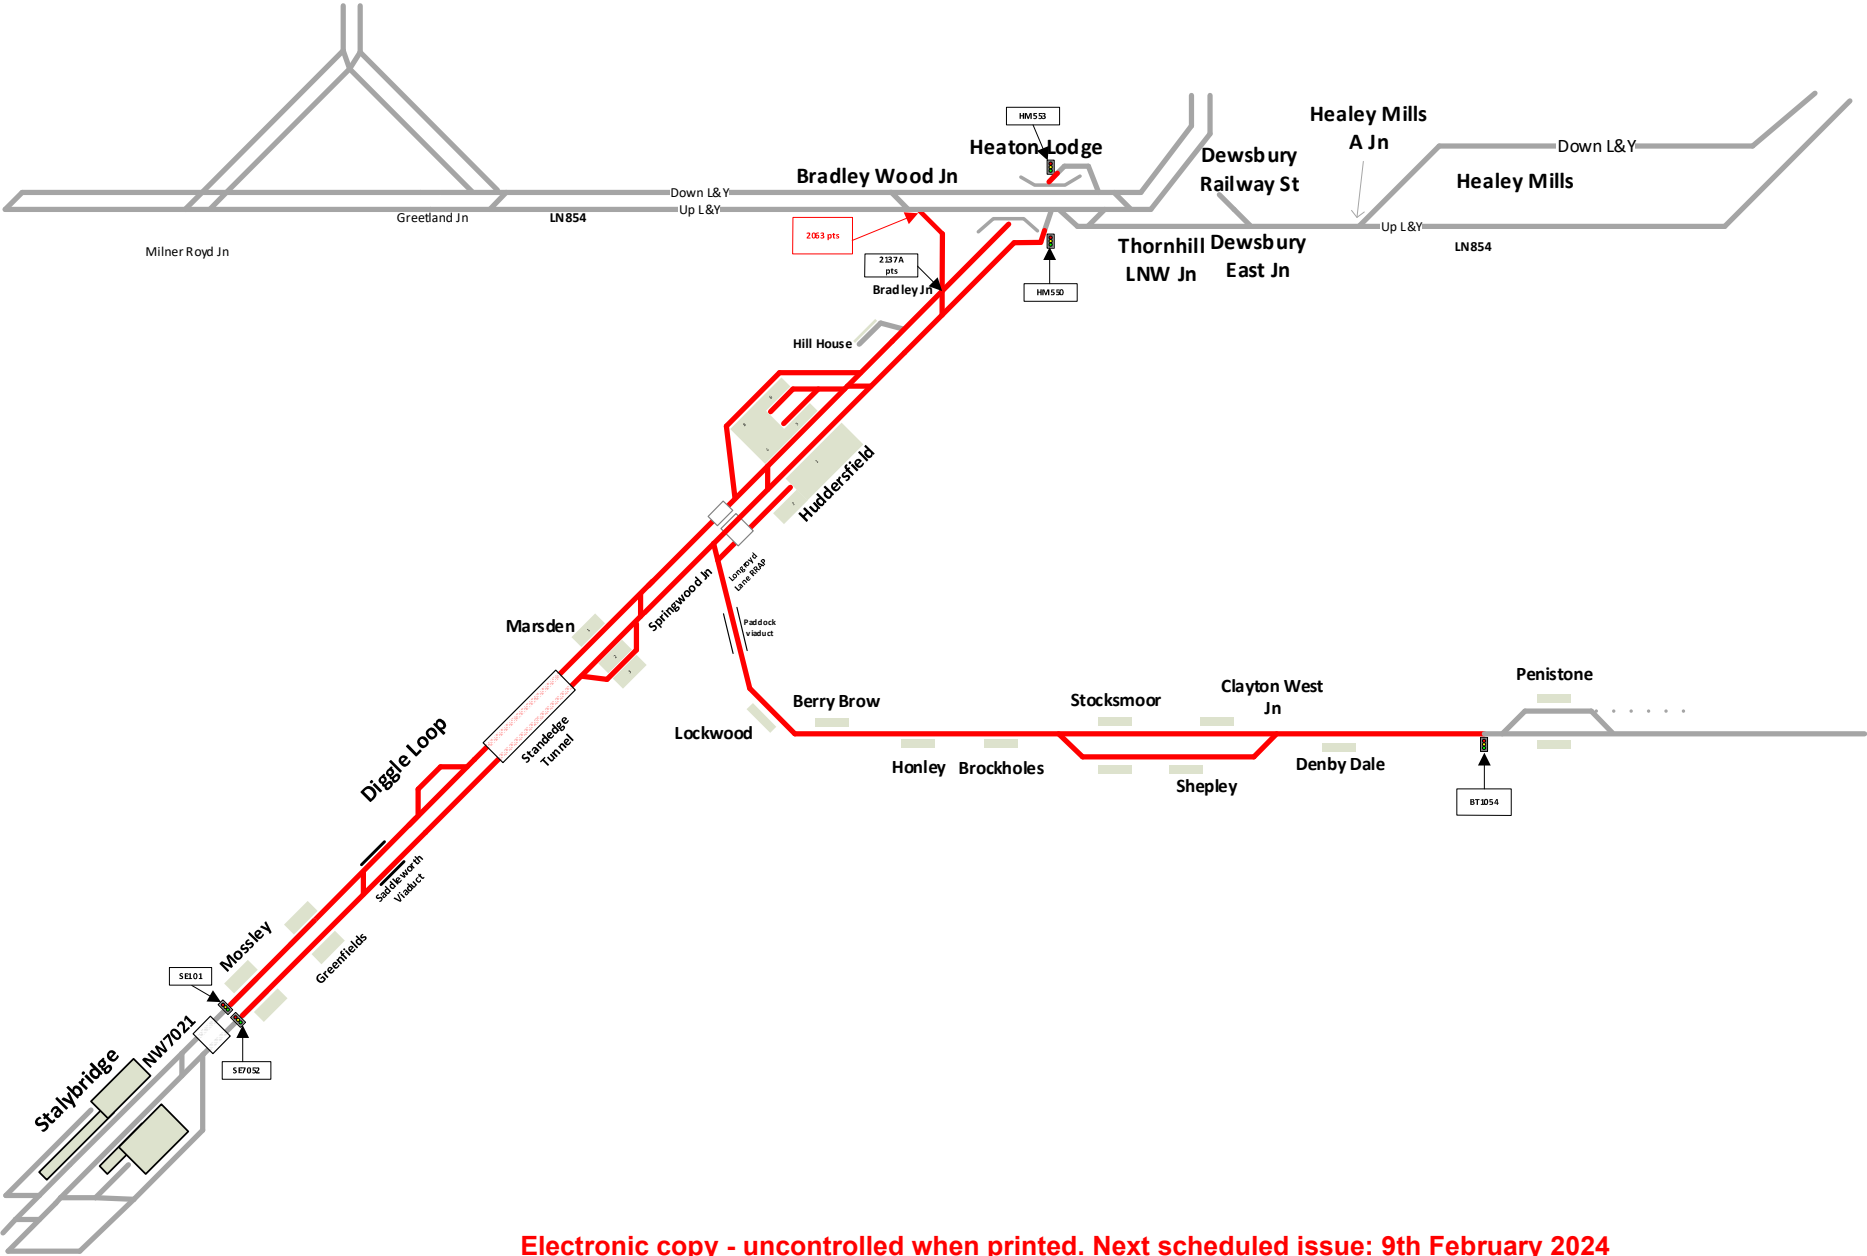 HM553
Heaton Lodge
Healey Mills
A Jn
Down L&Y
Dewsbury
Railway St
Healey Mills
Bradley Wood Jn
Down L&Y
Up L&Y
Greetland Jn
LN854
Milner Royd Jn
2063 pts
2137A
pts
Bradley Jn
HM550
Thornhill
LNW Jn
Dewsbury
East Jn
Up L&Y
LN854
Hill House
Huddersfield
Longroyd
Lane RRAP
Springwood Jn
Paddock
viaduct
Marsden
Standedge
Tunnel
Diggle Loop
Lockwood
Berry Brow
Honley
Brockholes
Stocksmoor
Shepley
Clayton West
Jn
Denby Dale
Penistone
BT1054
Saddleworth
Viaduct
Greenfields
Mossley
SE101
SE7052
NW7021
Stalybridge
Electronic copy - uncontrolled when printed. Next scheduled issue: 9th February 2024